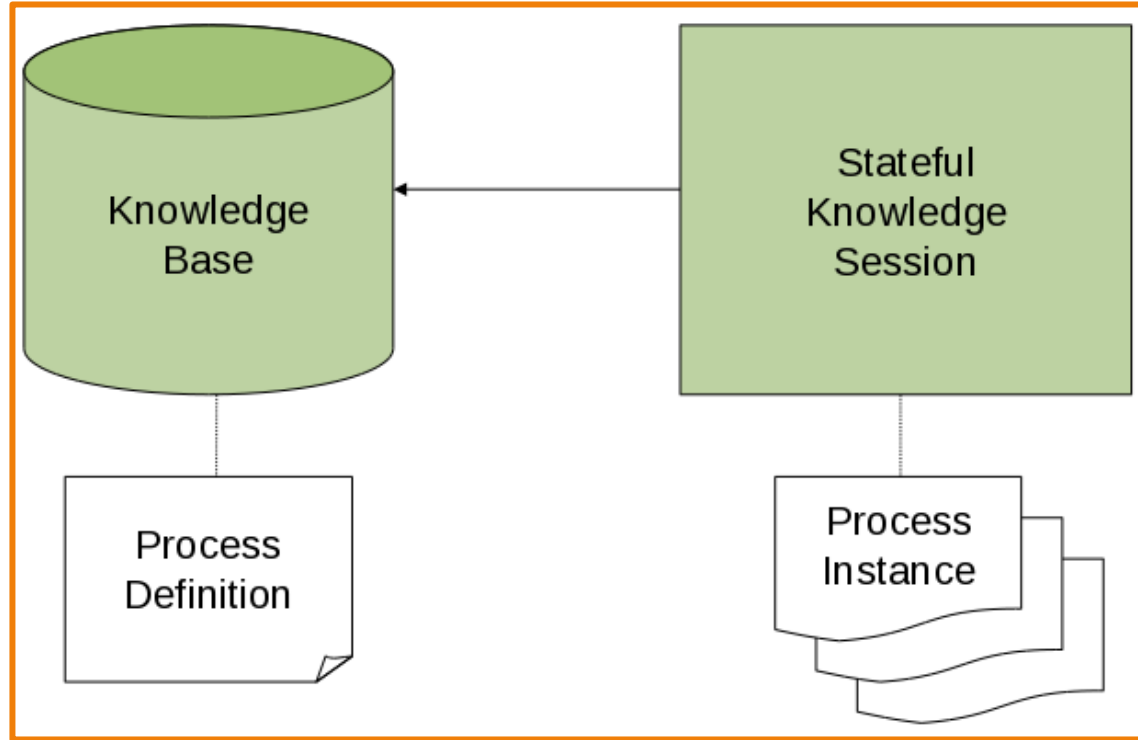 Knowledge
Base
Stateful
Knowledge
Session
Process
Definition
Process
Instance